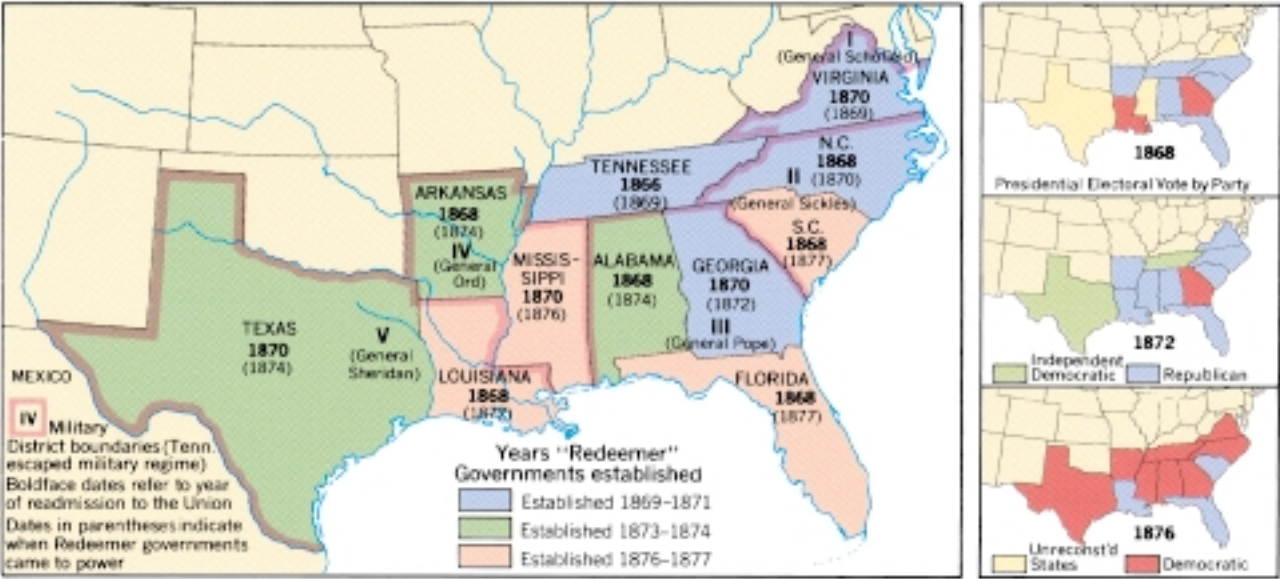 I
(General Schofield)
VIRGINIA
1870
(1869)
TENNESSEE
1866
(1869)
N.C.
1868
II (1870)
(General Sickles)
S.C.
1868
(1877)
ARKANSAS
1868
(1874)
IV
(General
Ord)
MISSIS-
SIPPI
1870
(1876)
ALABAMA
1868
(1874)
GEORGIA
1870
(1872)
III
(General Pope)
TEXAS
1870
(1874)
V
(General
Sheridan)
LOUISIANA
1868
(1877)
FLORIDA
1868
(1877)
MEXICO
IV Military
District boundaries (Tenn.
escaped military regime)
Boldface dates refer to year
of readmission to the Union
Dates in parentheses indicate
when Redeemer governments
came to power
Years "Redeemer"
Governments established
Established 1869–1871
Established 1873–1874
Established 1876–1877
1868
Presidential Electoral Vote by Party
1872
Independent
Democratic
Republican
1876
Unreconst'd
States
Democratic